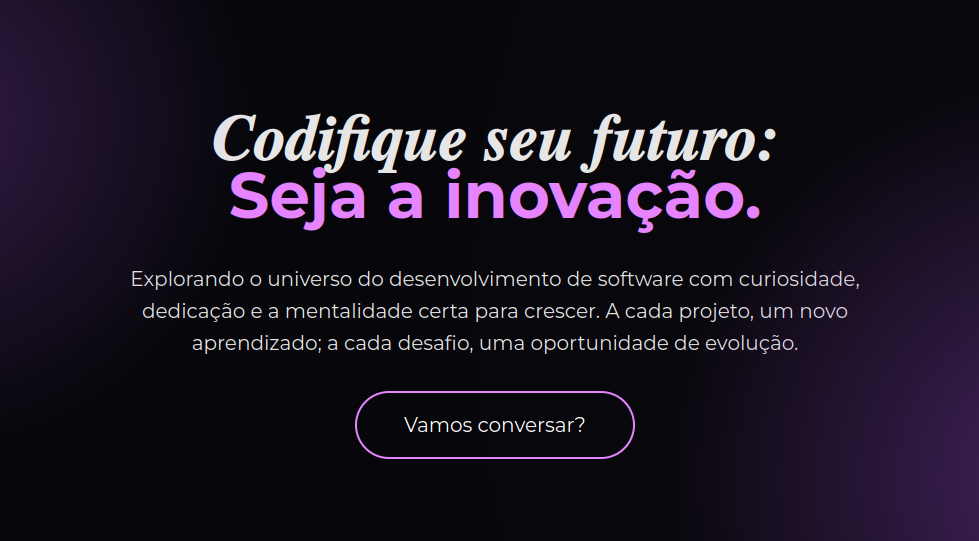 Codifique seu futuro:
Seja a inovação.
Explorando o universo do desenvolvimento de software com curiosidade,
dedicação e a mentalidade certa para crescer. A cada projeto, um novo
aprendizado; a cada desafio, uma oportunidade de evolução.
Vamos conversar?